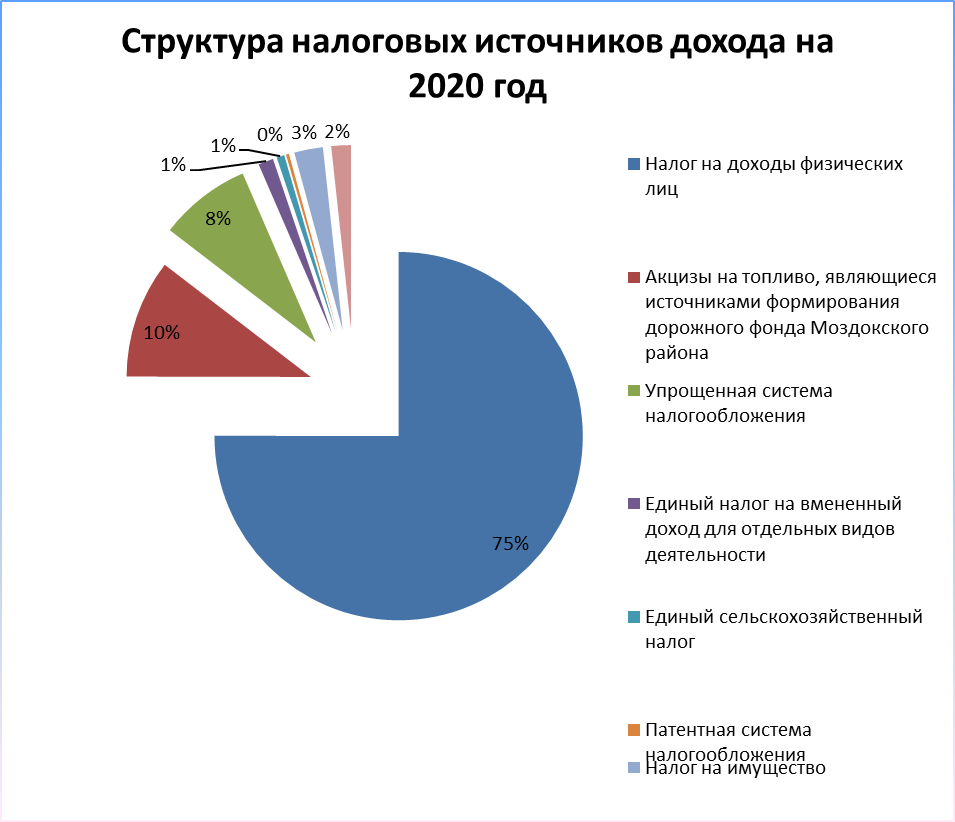 Структура налоговых источников дохода на
2020 год
1%
1%
0%
3%
2%
8%
10%
75%
Налог на доходы физических
лиц
Акцизы на топливо, являющиеся
источниками формирования
дорожного фонда Моздокского
района
Упрощенная система
налогообложения
Единый налог на вмененный
доход для отдельных видов
деятельности
Единый сельскохозяйственный
налог
Патентная система
налогообложения
Налог на имущество